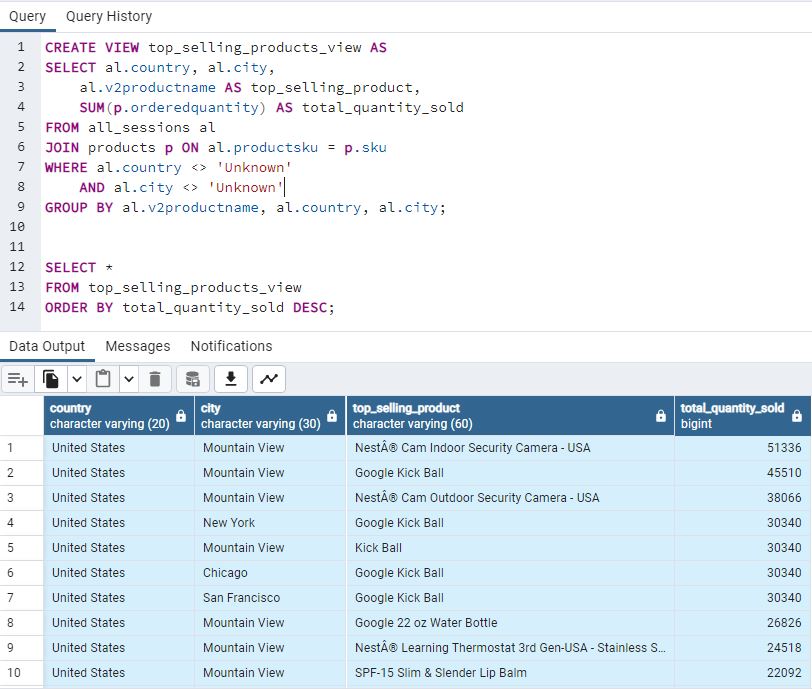 Query Query History
1 CREATE VIEW top_selling_products_view AS
2 SELECT al.country, al.city,
3 al.v2productname AS top_selling_product,
4 SUM(p.orderedquantity) AS total_quantity_sold
5 FROM all_sessions al
6 JOIN products p ON al.productsku = p.sku
7 WHERE al.country <> 'Unknown'
8 AND al.city <> 'Unknown'
9 GROUP BY al.v2productname, al.country, al.city;
10
11
12 SELECT *
13 FROM top_selling_products_view
14 ORDER BY total_quantity_sold DESC;
Data Output Messages Notifications
country city top_selling_product total_quantity_sold
character varying (20) character varying (30) character varying (60) bigint
1 United States Mountain View NestÂ® Cam Indoor Security Camera - USA 51336
2 United States Mountain View Google Kick Ball 45510
3 United States Mountain View NestÂ® Cam Outdoor Security Camera - USA 38066
4 United States New York Google Kick Ball 30340
5 United States Mountain View Kick Ball 30340
6 United States Chicago Google Kick Ball 30340
7 United States San Francisco Google Kick Ball 30340
8 United States Mountain View Google 22 oz Water Bottle 26826
9 United States Mountain View NestÂ® Learning Thermostat 3rd Gen-USA - Stainless S... 24518
10 United States Mountain View SPF-15 Slim & Slender Lip Balm 22092